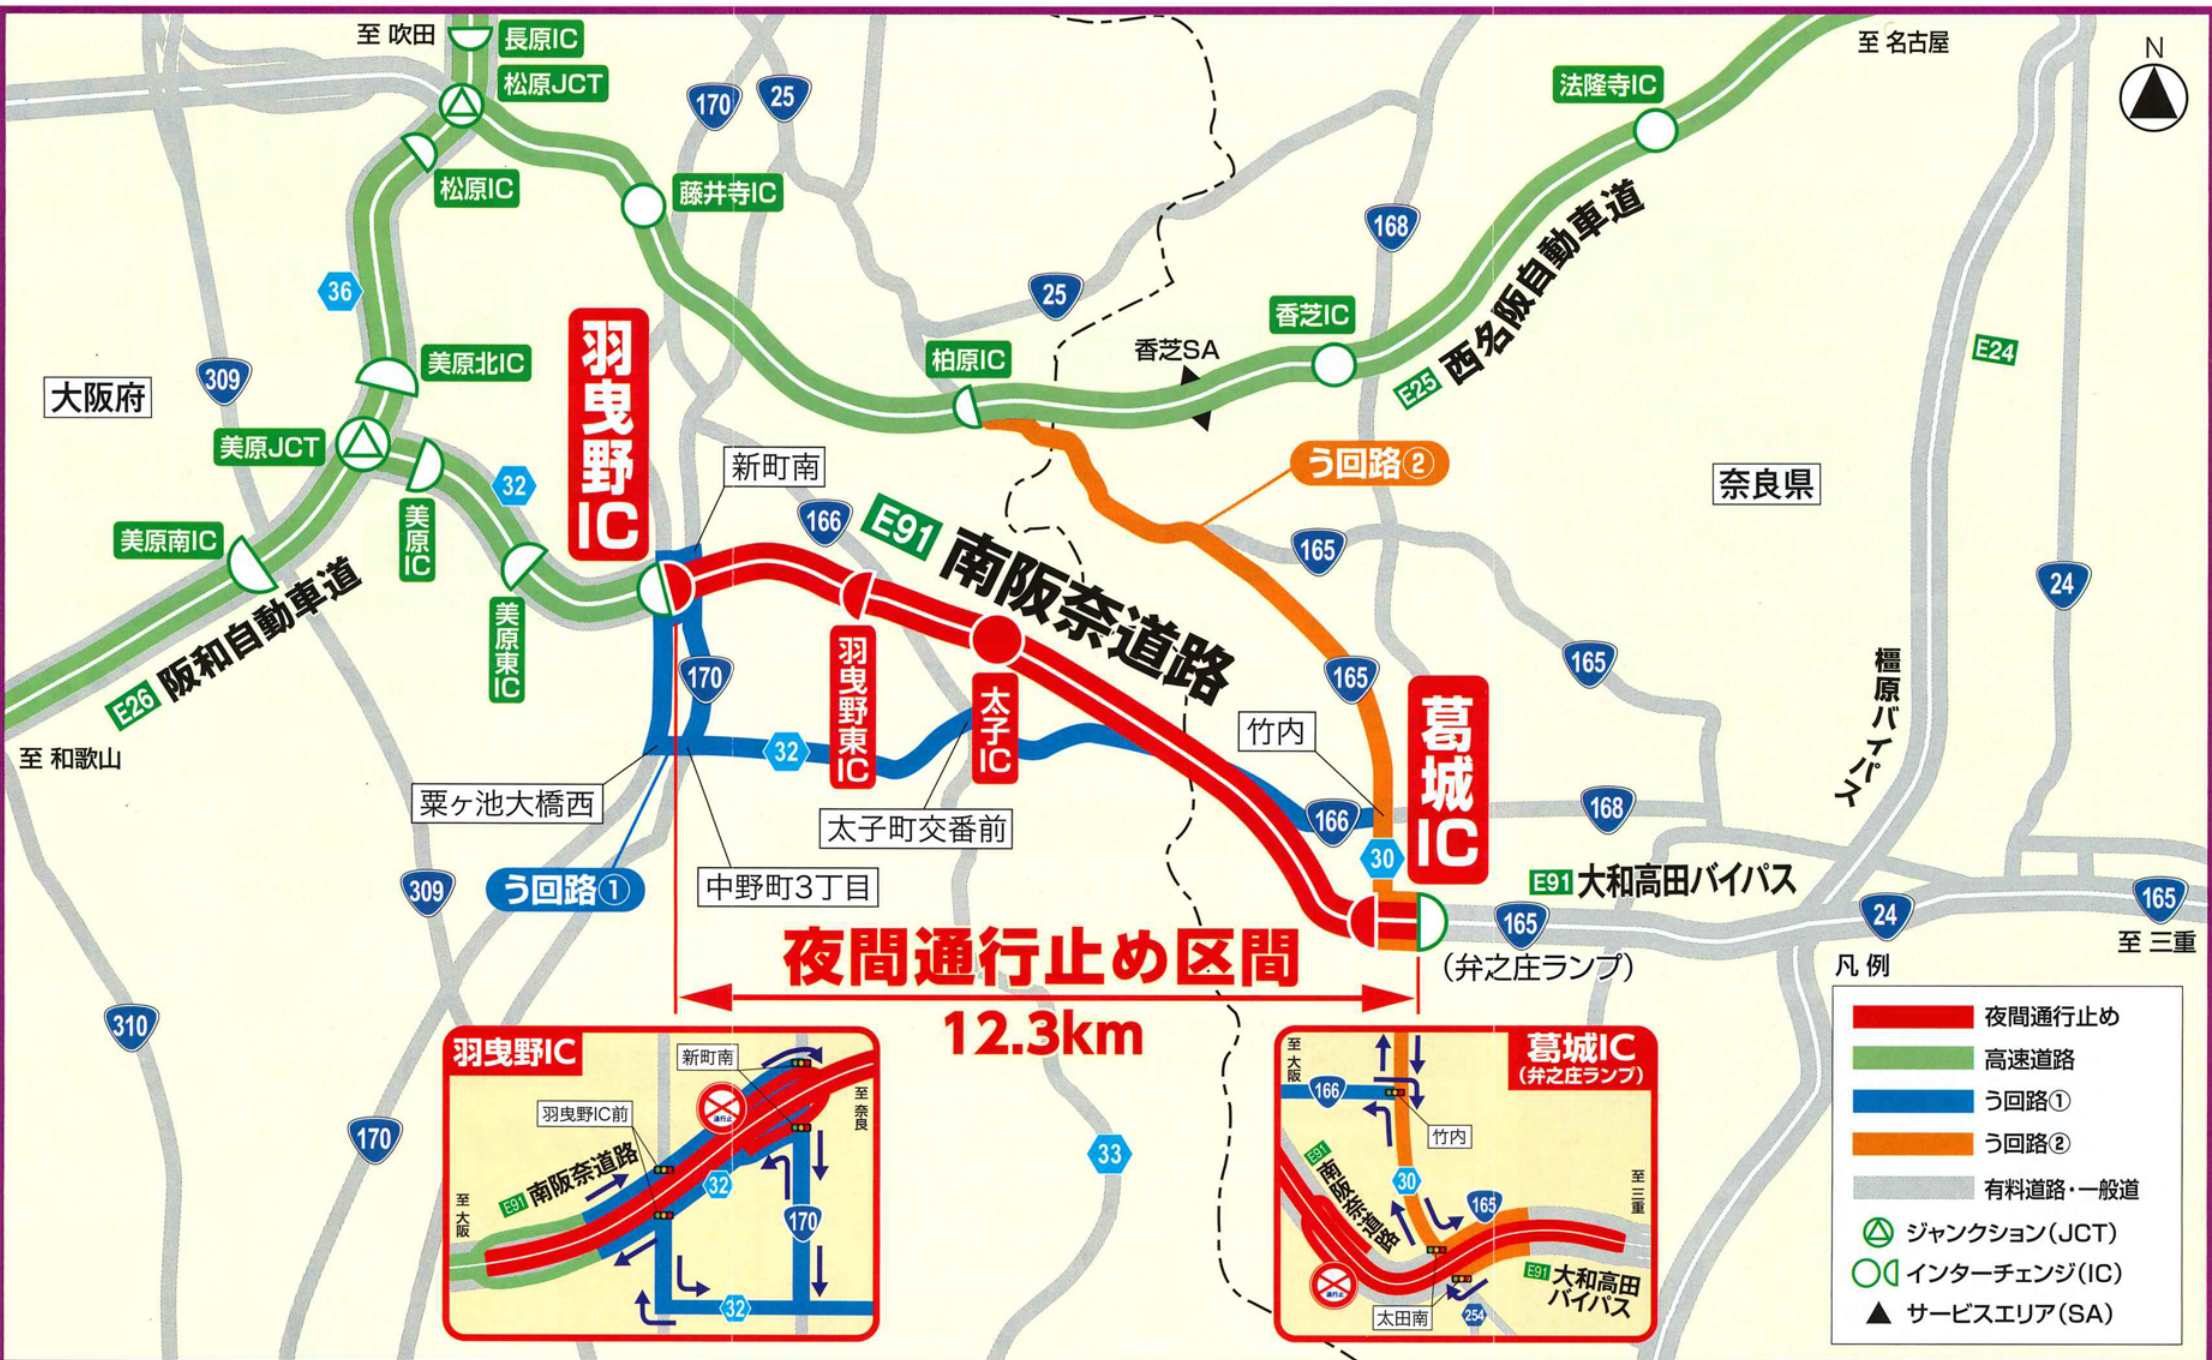 至 吹田
長原IC
松原JCT
松原IC
藤井寺IC
170
25
法隆寺IC
至 名古屋
N
168
25
36
309
大阪府
美原北IC
美原JCT
美原IC
美原南IC
32
美原東IC
E26 阪和自動車道
至 和歌山
羽曳野IC
新町南
166
柏原IC
香芝SA
香芝IC
E25 西名阪自動車道
う回路②
165
奈良県
E24
24
165
橿原バイパス
E91 南阪奈道路
170
羽曳野東IC
太子IC
32
粟ヶ池大橋西
太子町交番前
中野町3丁目
う回路①
竹内
165
166
30
葛城IC
168
E91 大和高田バイパス
165
24
165
至 三重
(弁之庄ランプ)
309
310
170
33
夜間通行止め区間
12.3km
羽曳野IC
新町南
羽曳野IC前
通行止
至 奈良
E91 南阪奈道路
32
170
至 大阪
32
葛城IC
(弁之庄ランプ)
至 大阪
166
竹内
E91 南阪奈道路
30
165
至 三重
通行止
E91 大和高田
バイパス
太田南
254
凡 例
夜間通行止め
高速道路
う回路①
う回路②
有料道路・一般道
ジャンクション(JCT)
インターチェンジ(IC)
サービスエリア(SA)